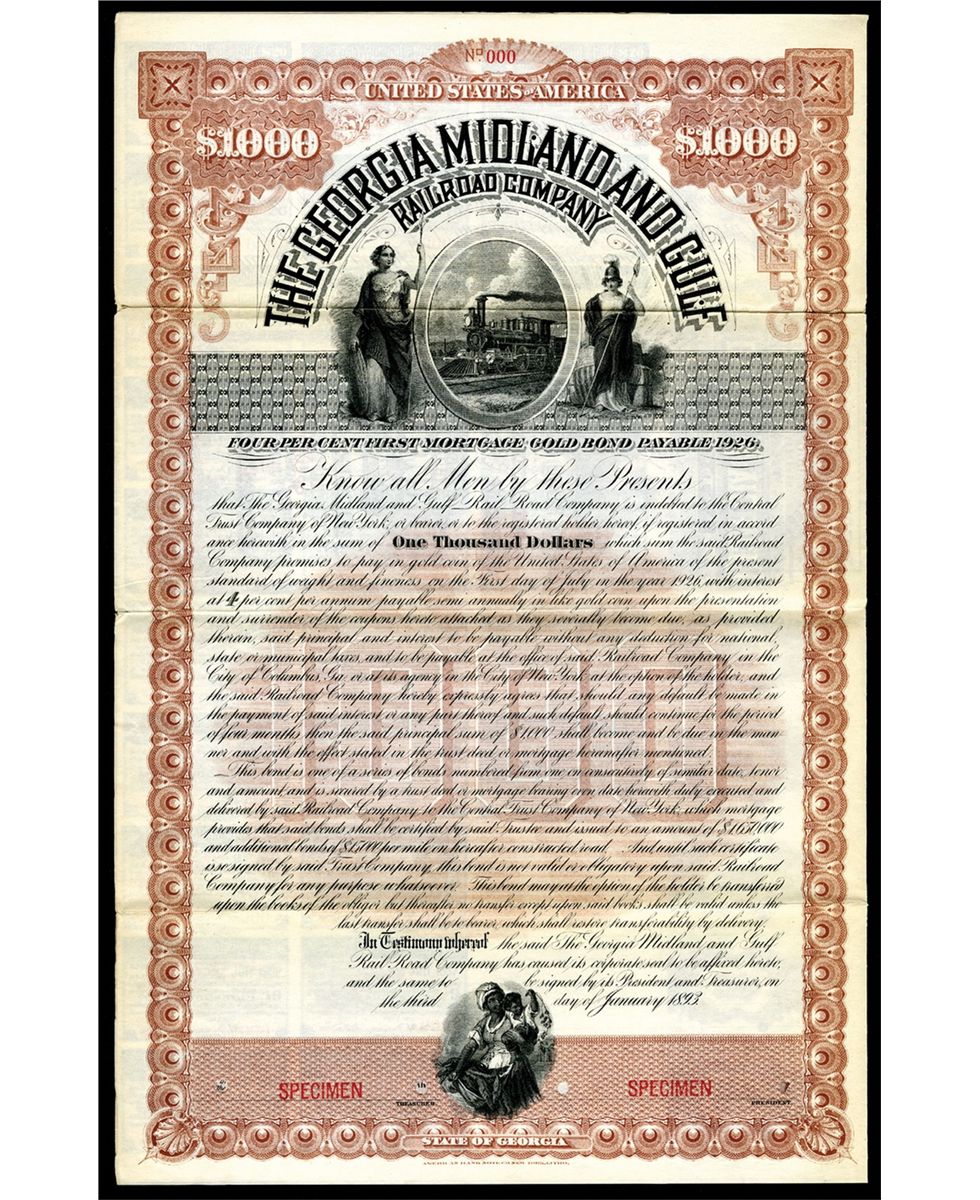 Nº 000
UNITED STATES OF AMERICA
$1000 $1000
THE GEORGIA MIDLAND AND GULF
RAILROAD COMPANY
FOUR PER CENT FIRST MORTGAGE GOLD BOND PAYABLE 1926.
Know all Men by these Presents
that The Georgia Midland and Gulf Rail Road Company is indebted to the Central
Trust Company of New York, or bearer, or to the registered holder hereof, if registered in accord
ance herewith in the sum of One Thousand Dollars which sum the said Railroad
Company promises to pay in gold coin of the United States of America of the present
standard of weight and fineness on the First day of July in the year 1926, with interest
at 4 per cent per annum payable semi annually in like gold coin upon the presentation
and surrender of the coupons hereto attached as they severally become due, as provided
therein, said principal and interest to be payable without any deduction for national,
state or municipal taxes, and to be payable at the office of said Railroad Company in the
City of Columbus, Ga. or at its agency in the City of New York at the option of the holder, and
the said Railroad Company hereby expressly agrees that should any default be made in
the payment of said interest or any part thereof and such default should continue for the period
of four months, then the said principal sum of $1000 shall become and be due in the man
ner and with the effect stated in the trust deed or mortgage hereinafter mentioned.
This bond is one of a series of bonds numbered from one on consecutively of similar date, tenor
and amount and is secured by a trust deed or mortgage bearing even date herewith duly executed and
delivered by said Railroad Company to the Central Trust Company of New York, which mortgage
provides that said bonds shall be certified by said Trustee and issued to an amount of $1650000
and additional bonds of $17000 per mile on hereafter constructed road. And until such certificate
is so signed by said Trust Company, this bond is not valid or obligatory upon said Railroad
Company for any purpose whatsoever. This bond may at the option of the holder be transferred
upon the books of the obligor but thereafter no transfer except upon said books shall be valid unless the
last transfer shall be to bearer, which shall restore transferability by delivery.
In Testimony whereof the said The Georgia Midland and Gulf
Rail Road Company has caused its corporate seal to be affixed hereto,
and the same to be signed by its President and Treasurer, on
the third day of January 1893.
SPECIMEN SPECIMEN
TREASURER. PRESIDENT.
STATE OF GEORGIA